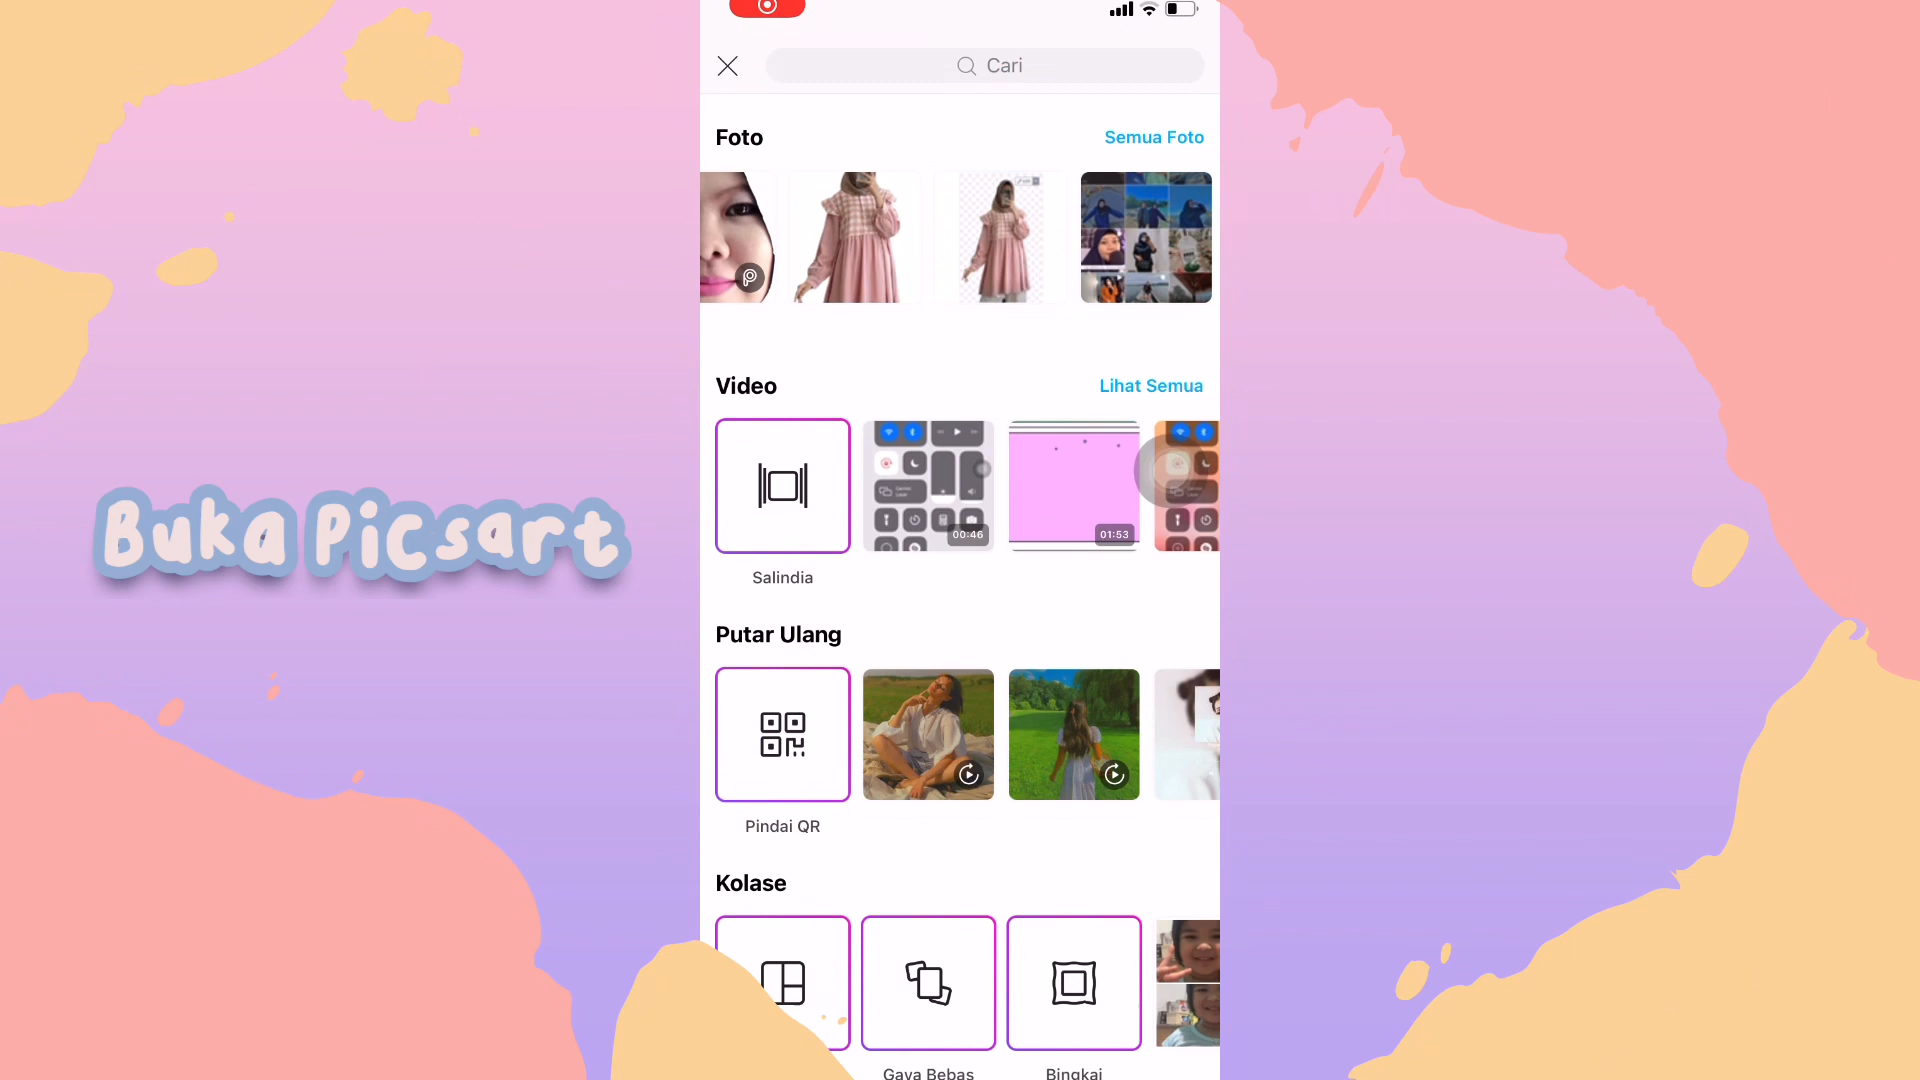 Cari
Foto
Semua Foto
Video
Lihat Semua
00:46
01:53
Salindia
Buka Picsart
Putar Ulang
Pindai QR
Kolase
Gaya Bebas
Bingkai